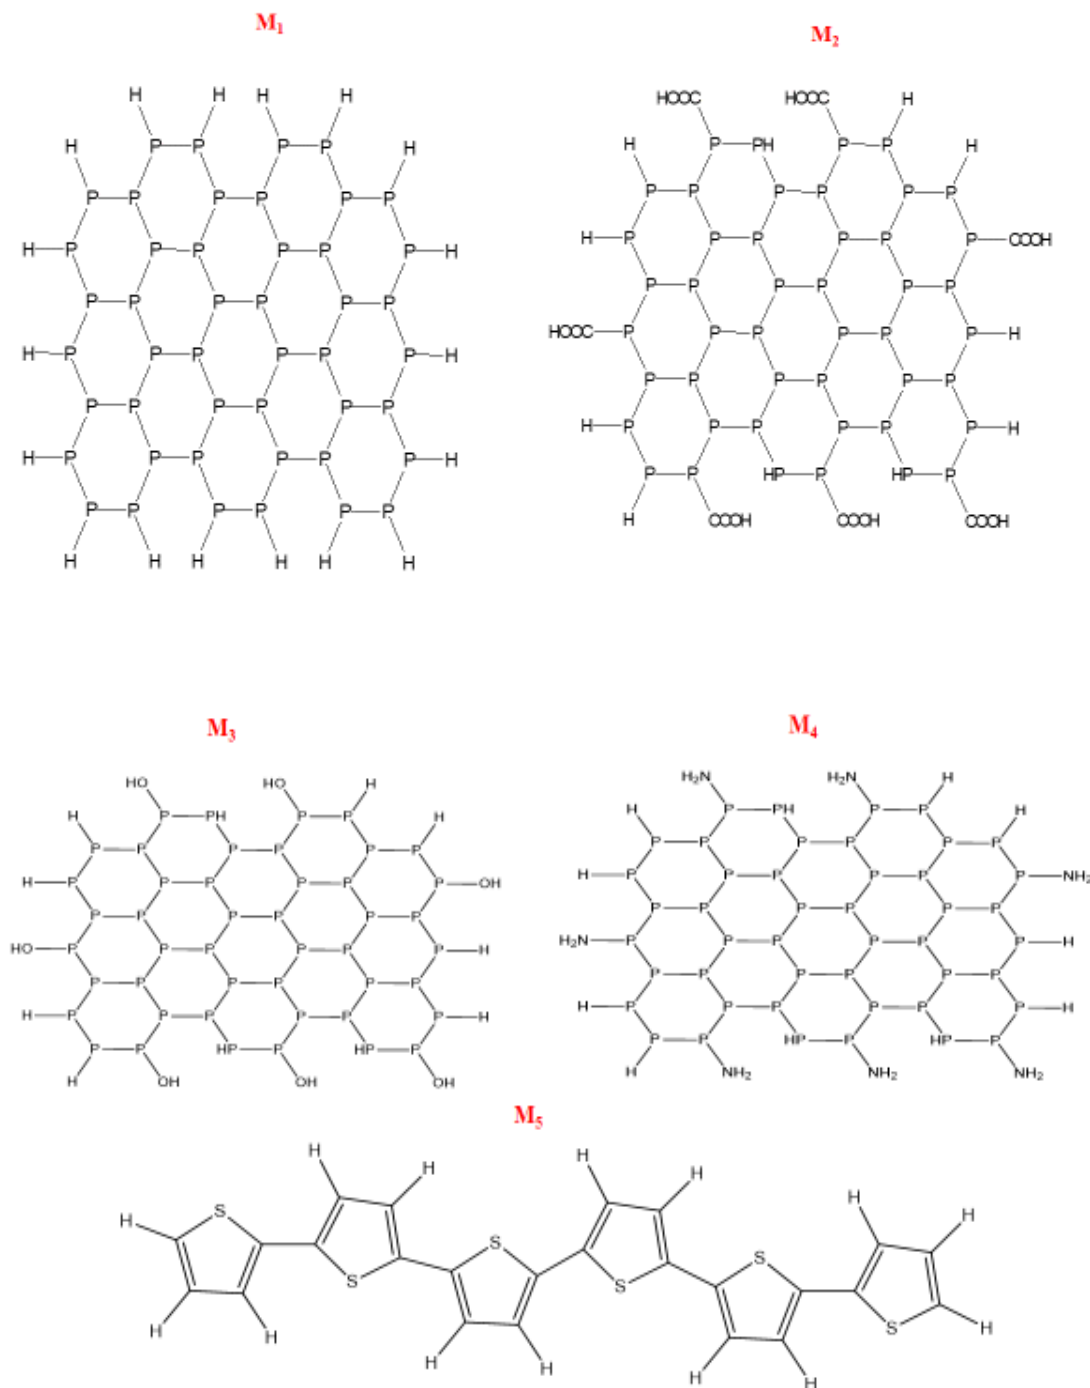 M₁
H H H H
H P P P P H
P P P P P P
H P P P P P P H
P P P P P P
H P P P P P P H
P P P P P P
H P P P P P P H
P P P P P P
H H H H H H
M₂
HOOC HOOC H
H P PH P P H
P P P P P P
H P P P P P P COOH
P P P P P P
HOOC P P P P P P H
P P P P P P
H P P P P P P H
P P HP P HP P
H COOH COOH COOH
M₃
HO HO H
H P PH P P H
P P P P P P
H P P P P P P OH
P P P P P P
HO P P P P P P H
P P P P P P
H P P P P P P H
P P HP P HP P
H OH OH OH
M₄
H₂N H₂N H
H P PH P P H
P P P P P P
H P P P P P P NH₂
P P P P P P
H₂N P P P P P P H
P P P P P P
H P P P P P P H
P P HP P HP P
H NH₂ NH₂ NH₂
M₅
H H H H
H S H H
S S
S S
S H
H H H H H H